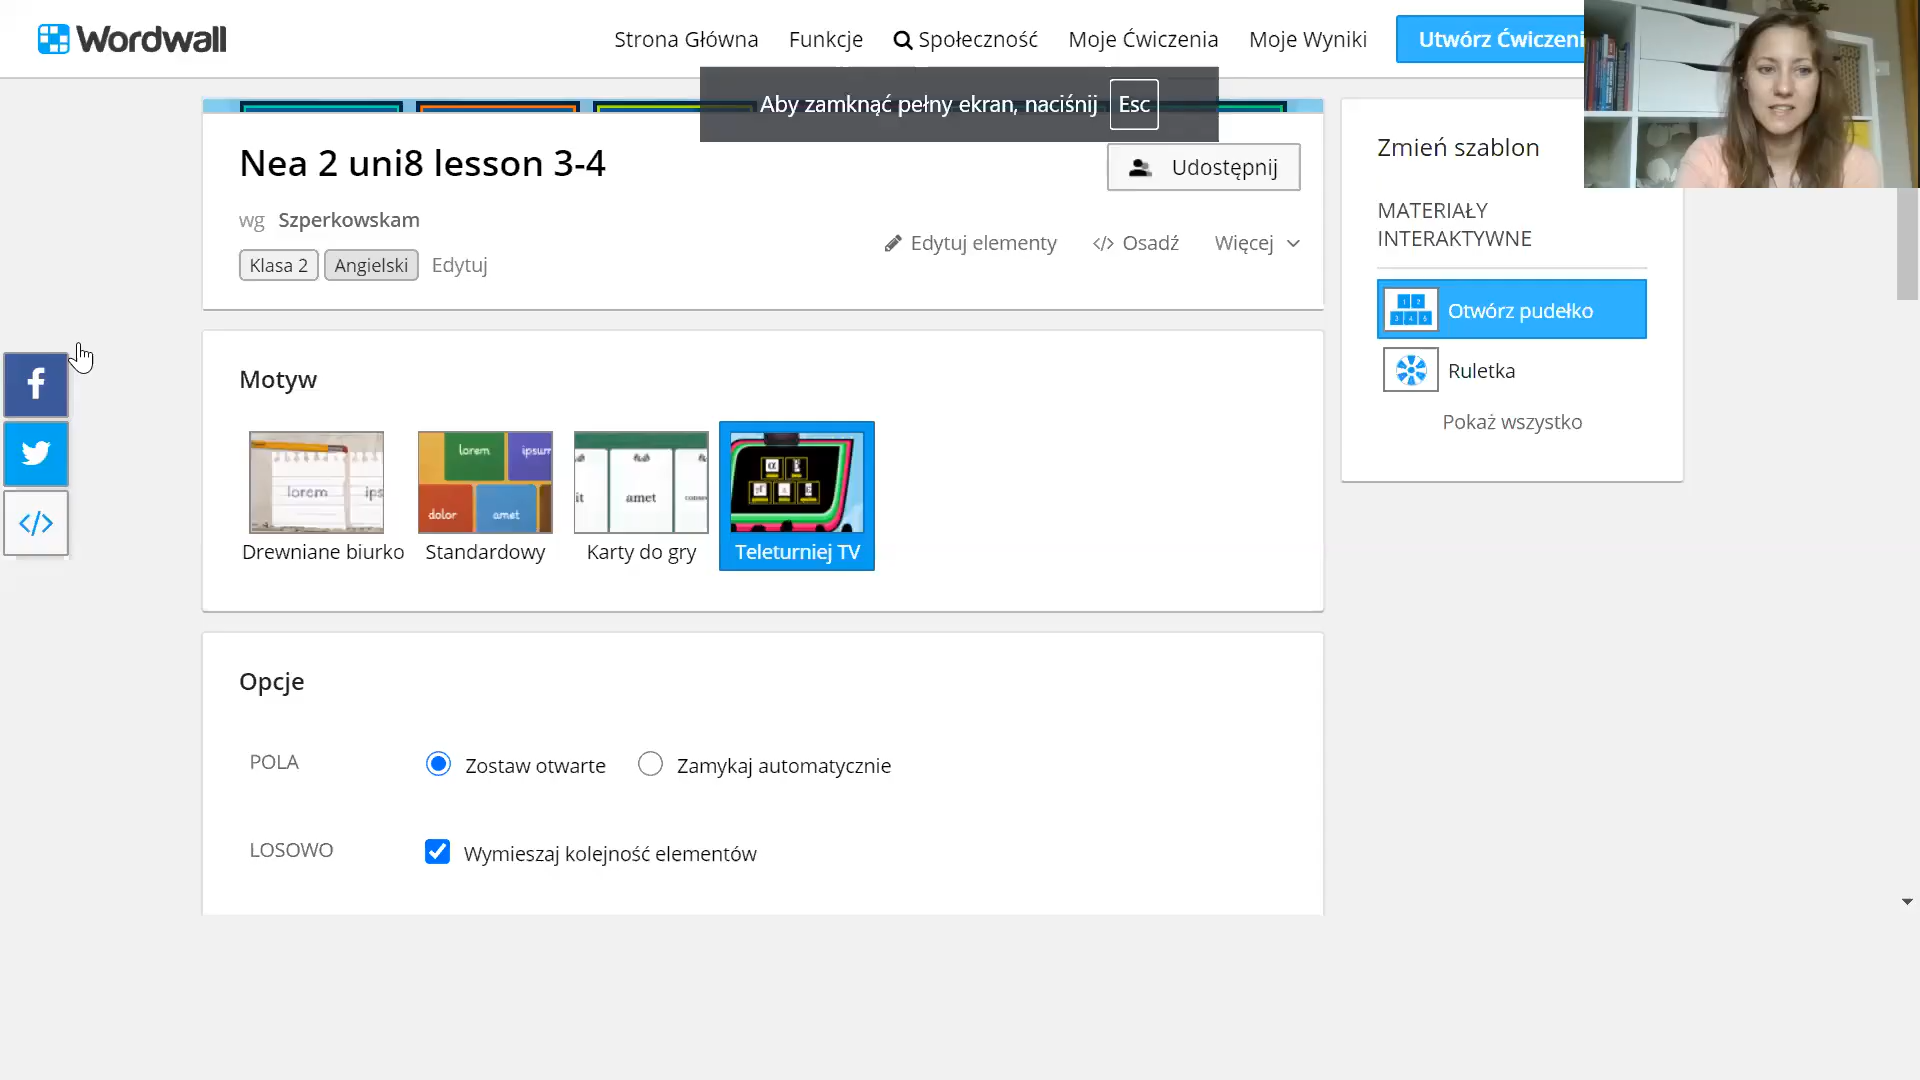 Wordwall
Strona Główna Funkcje Społeczność Moje Ćwiczenia Moje Wyniki Utwórz Ćwiczeni
Aby zamknąć pełny ekran, naciśnij Esc
Nea 2 uni8 lesson 3-4
Udostępnij
wg Szperkowskam
Edytuj elementy </> Osadź Więcej
Klasa 2 Angielski Edytuj
Zmień szablon
MATERIAŁY
INTERAKTYWNE
Otwórz pudełko
Ruletka
Pokaż wszystko
f
</>
Motyw
lorem ips
lorem ipsum
dolor amet
it amet
Drewniane biurko Standardowy Karty do gry Teleturniej TV
Opcje
POLA Zostaw otwarte Zamykaj automatycznie
LOSOWO Wymieszaj kolejność elementów